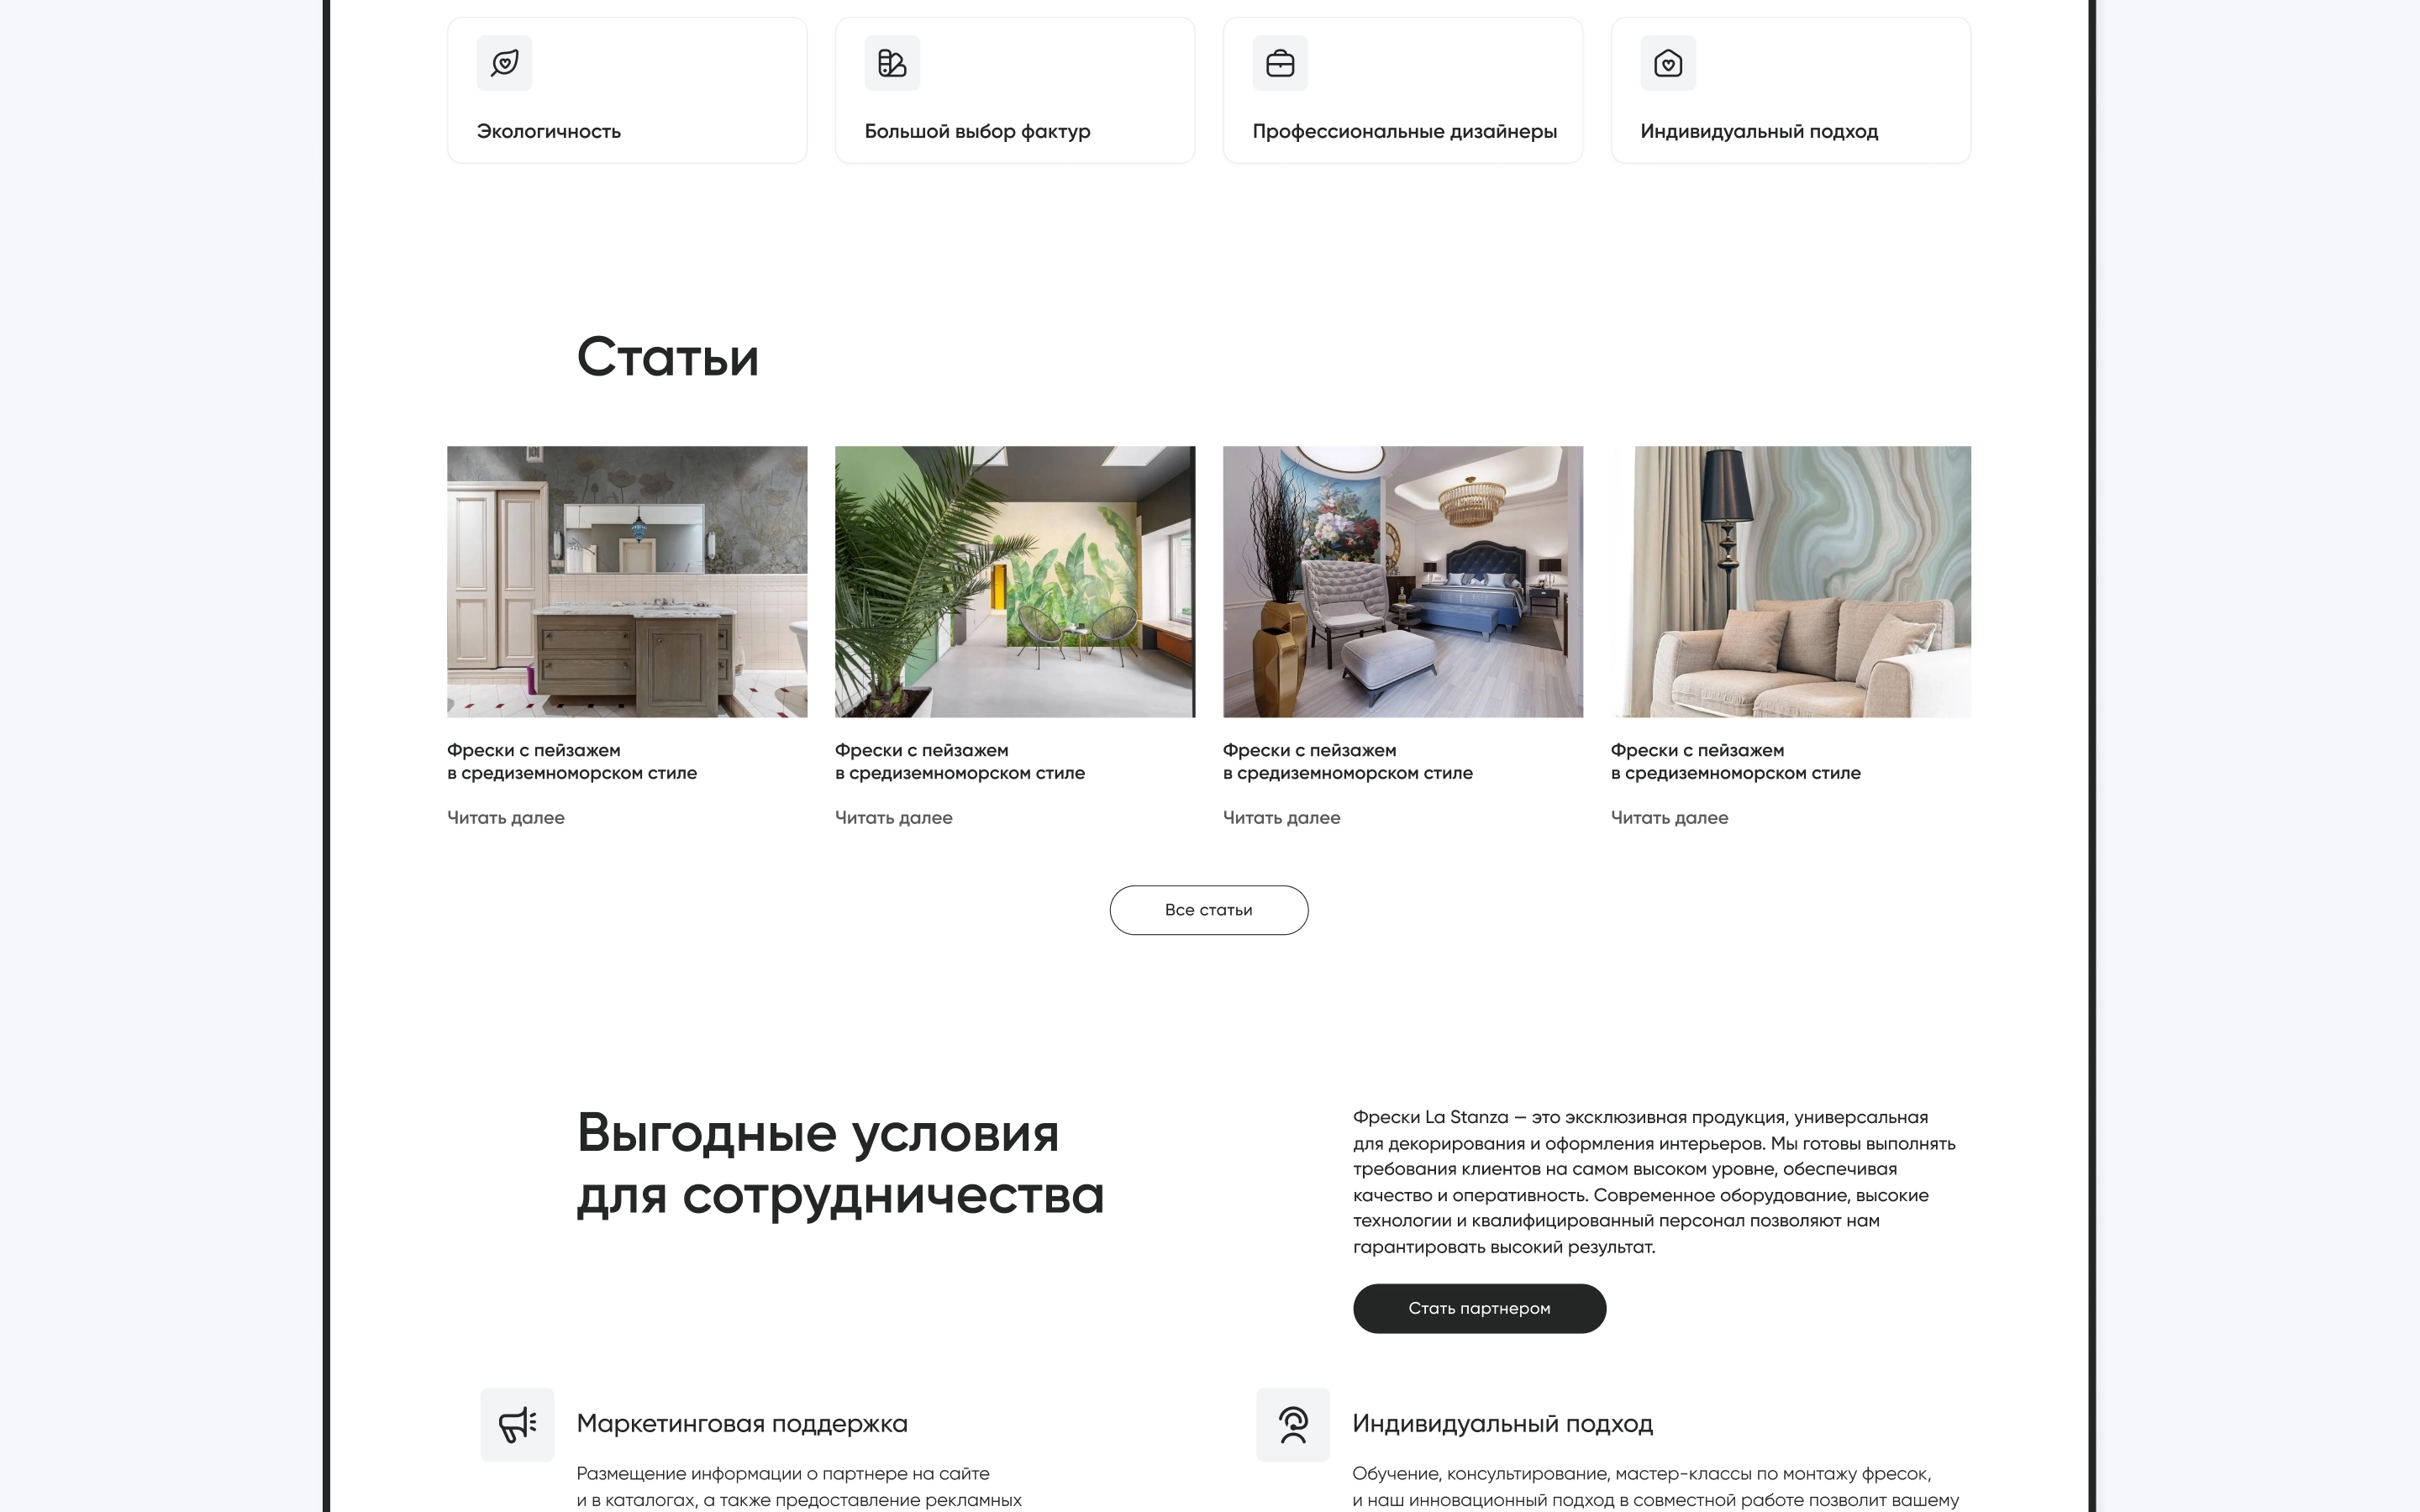 Экологичность
Большой выбор фактур
Профессиональные дизайнеры
Индивидуальный подход
Статьи
Фрески с пейзажем
в средиземноморском стиле
Читать далее
Фрески с пейзажем
в средиземноморском стиле
Читать далее
Фрески с пейзажем
в средиземноморском стиле
Читать далее
Фрески с пейзажем
в средиземноморском стиле
Читать далее
Все статьи
Выгодные условия
для сотрудничества
Фрески La Stanza — это эксклюзивная продукция, универсальная
для декорирования и оформления интерьеров. Мы готовы выполнять
требования клиентов на самом высоком уровне, обеспечивая
качество и оперативность. Современное оборудование, высокие
технологии и квалифицированный персонал позволяют нам
гарантировать высокий результат.
Стать партнером
Маркетинговая поддержка
Размещение информации о партнере на сайте
и в каталогах, а также предоставление рекламных
Индивидуальный подход
Обучение, консультирование, мастер-классы по монтажу фресок,
и наш инновационный подход в совместной работе позволит вашему